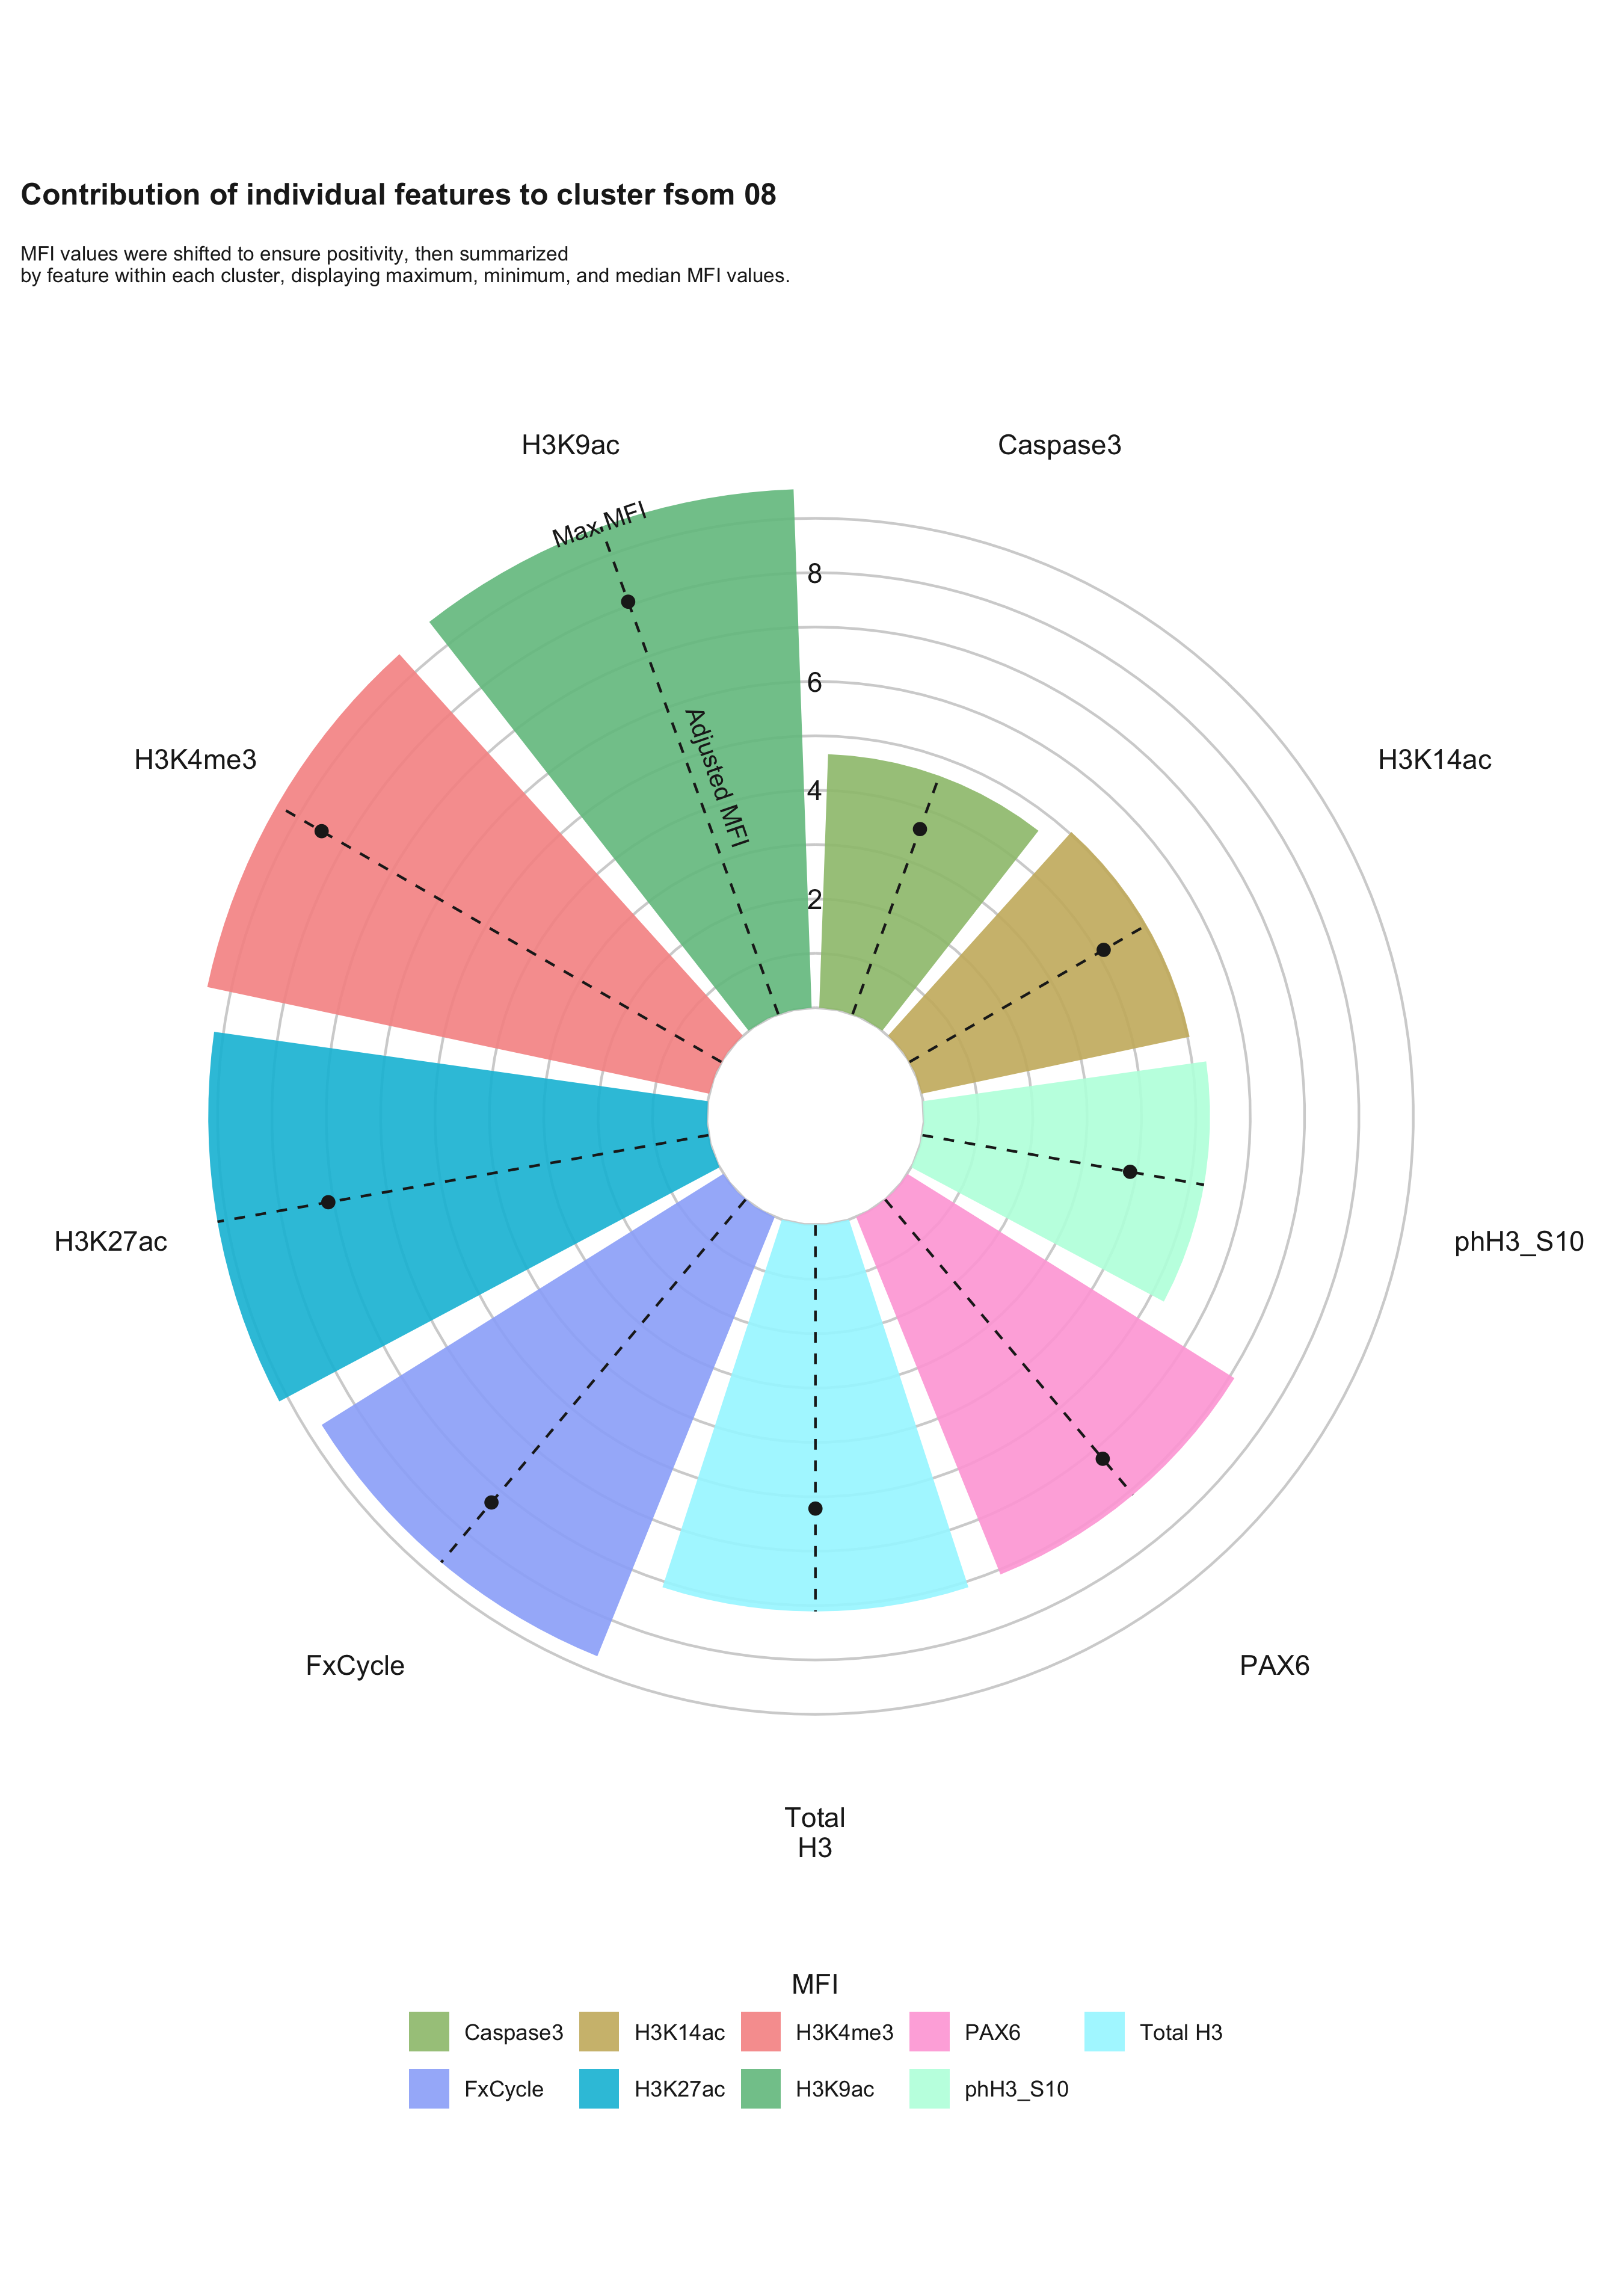 Contribution of individual features to cluster fsom 08
MFI values were shifted to ensure positivity, then summarized
by feature within each cluster, displaying maximum, minimum, and median MFI values.
H3K9ac
Caspase3
Max MFI
8
6
Adjusted MFI
H3K4me3
H3K14ac
4
2
H3K27ac
phH3_S10
FxCycle
PAX6
Total
H3
MFI
Caspase3 H3K14ac H3K4me3 PAX6 Total H3
FxCycle H3K27ac H3K9ac phH3_S10